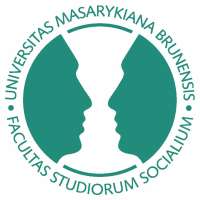 UNIVERSITAS MASARYKIANA BRUNENSIS
• FACULTAS STUDIORUM SOCIALIUM •